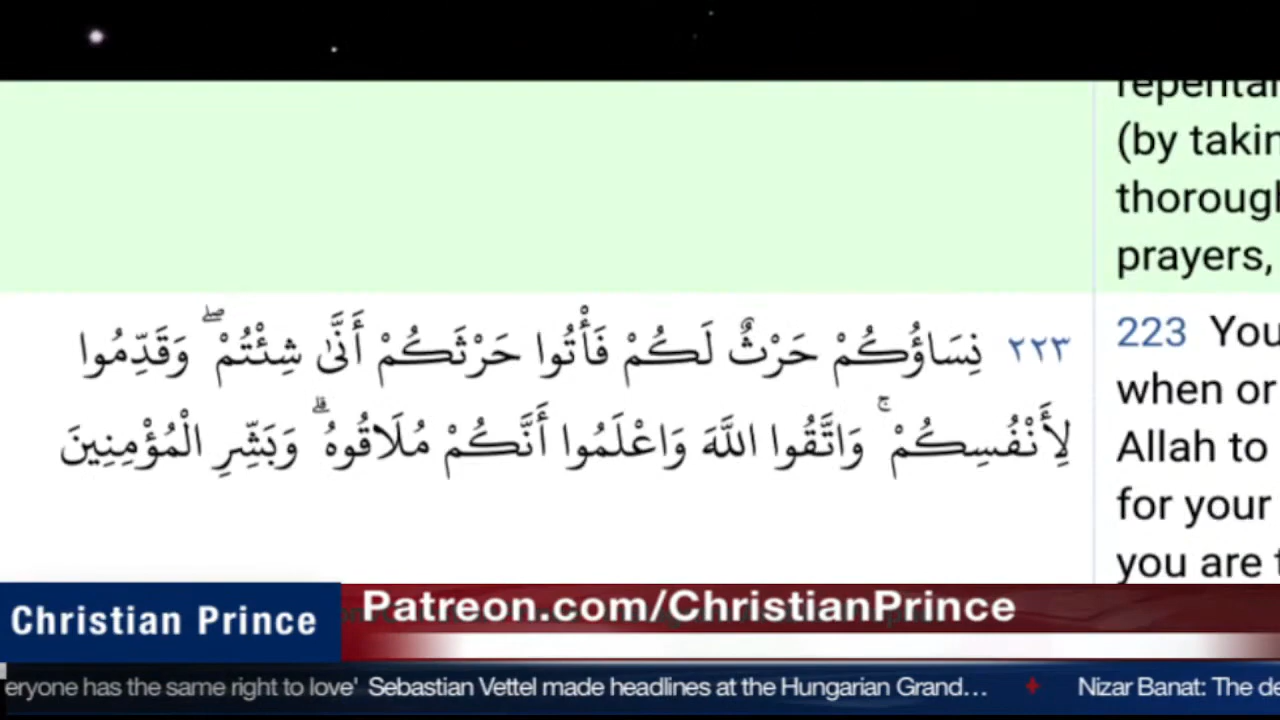 repentan
(by takin
thorough
prayers,
٢٢٣ نِسَاؤُكُمْ حَرْثٌ لَكُمْ فَأْتُوا حَرْثَكُمْ أَنَّىٰ شِئْتُمْ ۖ وَقَدِّمُوا
لِأَنْفُسِكُمْ ۚ وَاتَّقُوا اللَّهَ وَاعْلَمُوا أَنَّكُمْ مُلَاقُوهُ ۗ وَبَشِّرِ الْمُؤْمِنِينَ
223 You
when or
Allah to
for your
you are t
Christian Prince
Patreon.com/ChristianPrince
eryone has the same right to love' Sebastian Vettel made headlines at the Hungarian Grand... Nizar Banat: The de